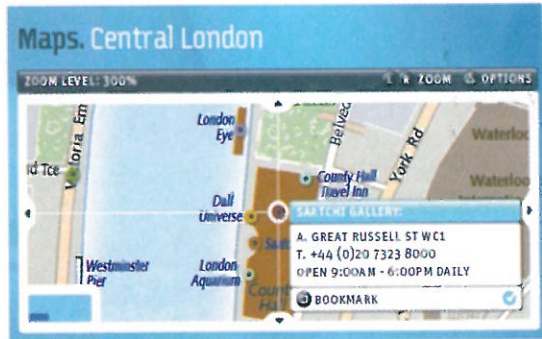 Maps. Central London
ZOOM LEVEL: 300%
ZOOM
OPTIONS
London
Eye
County Hall
Travel Inn
York Rd
Waterloo
Waterloo
Dali
Universe
SAATCHI GALLERY:
A. GREAT RUSSELL ST WC1
T. +44 (0)20 7323 8000
OPEN 9:00AM - 6:00PM DAILY
BOOKMARK
Westminster
Pier
London
Aquarium
Count
Hall